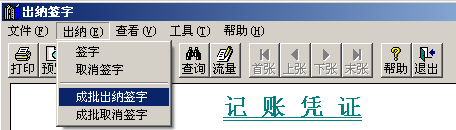 出纳签字
文件(F) 出纳(E) 查看(V) 工具(T) 帮助(H)
签字
取消签字
成批出纳签字
成批取消签字
打印 预 查询 流量 首张 上张 下张 末张 帮助 退出
记账凭证